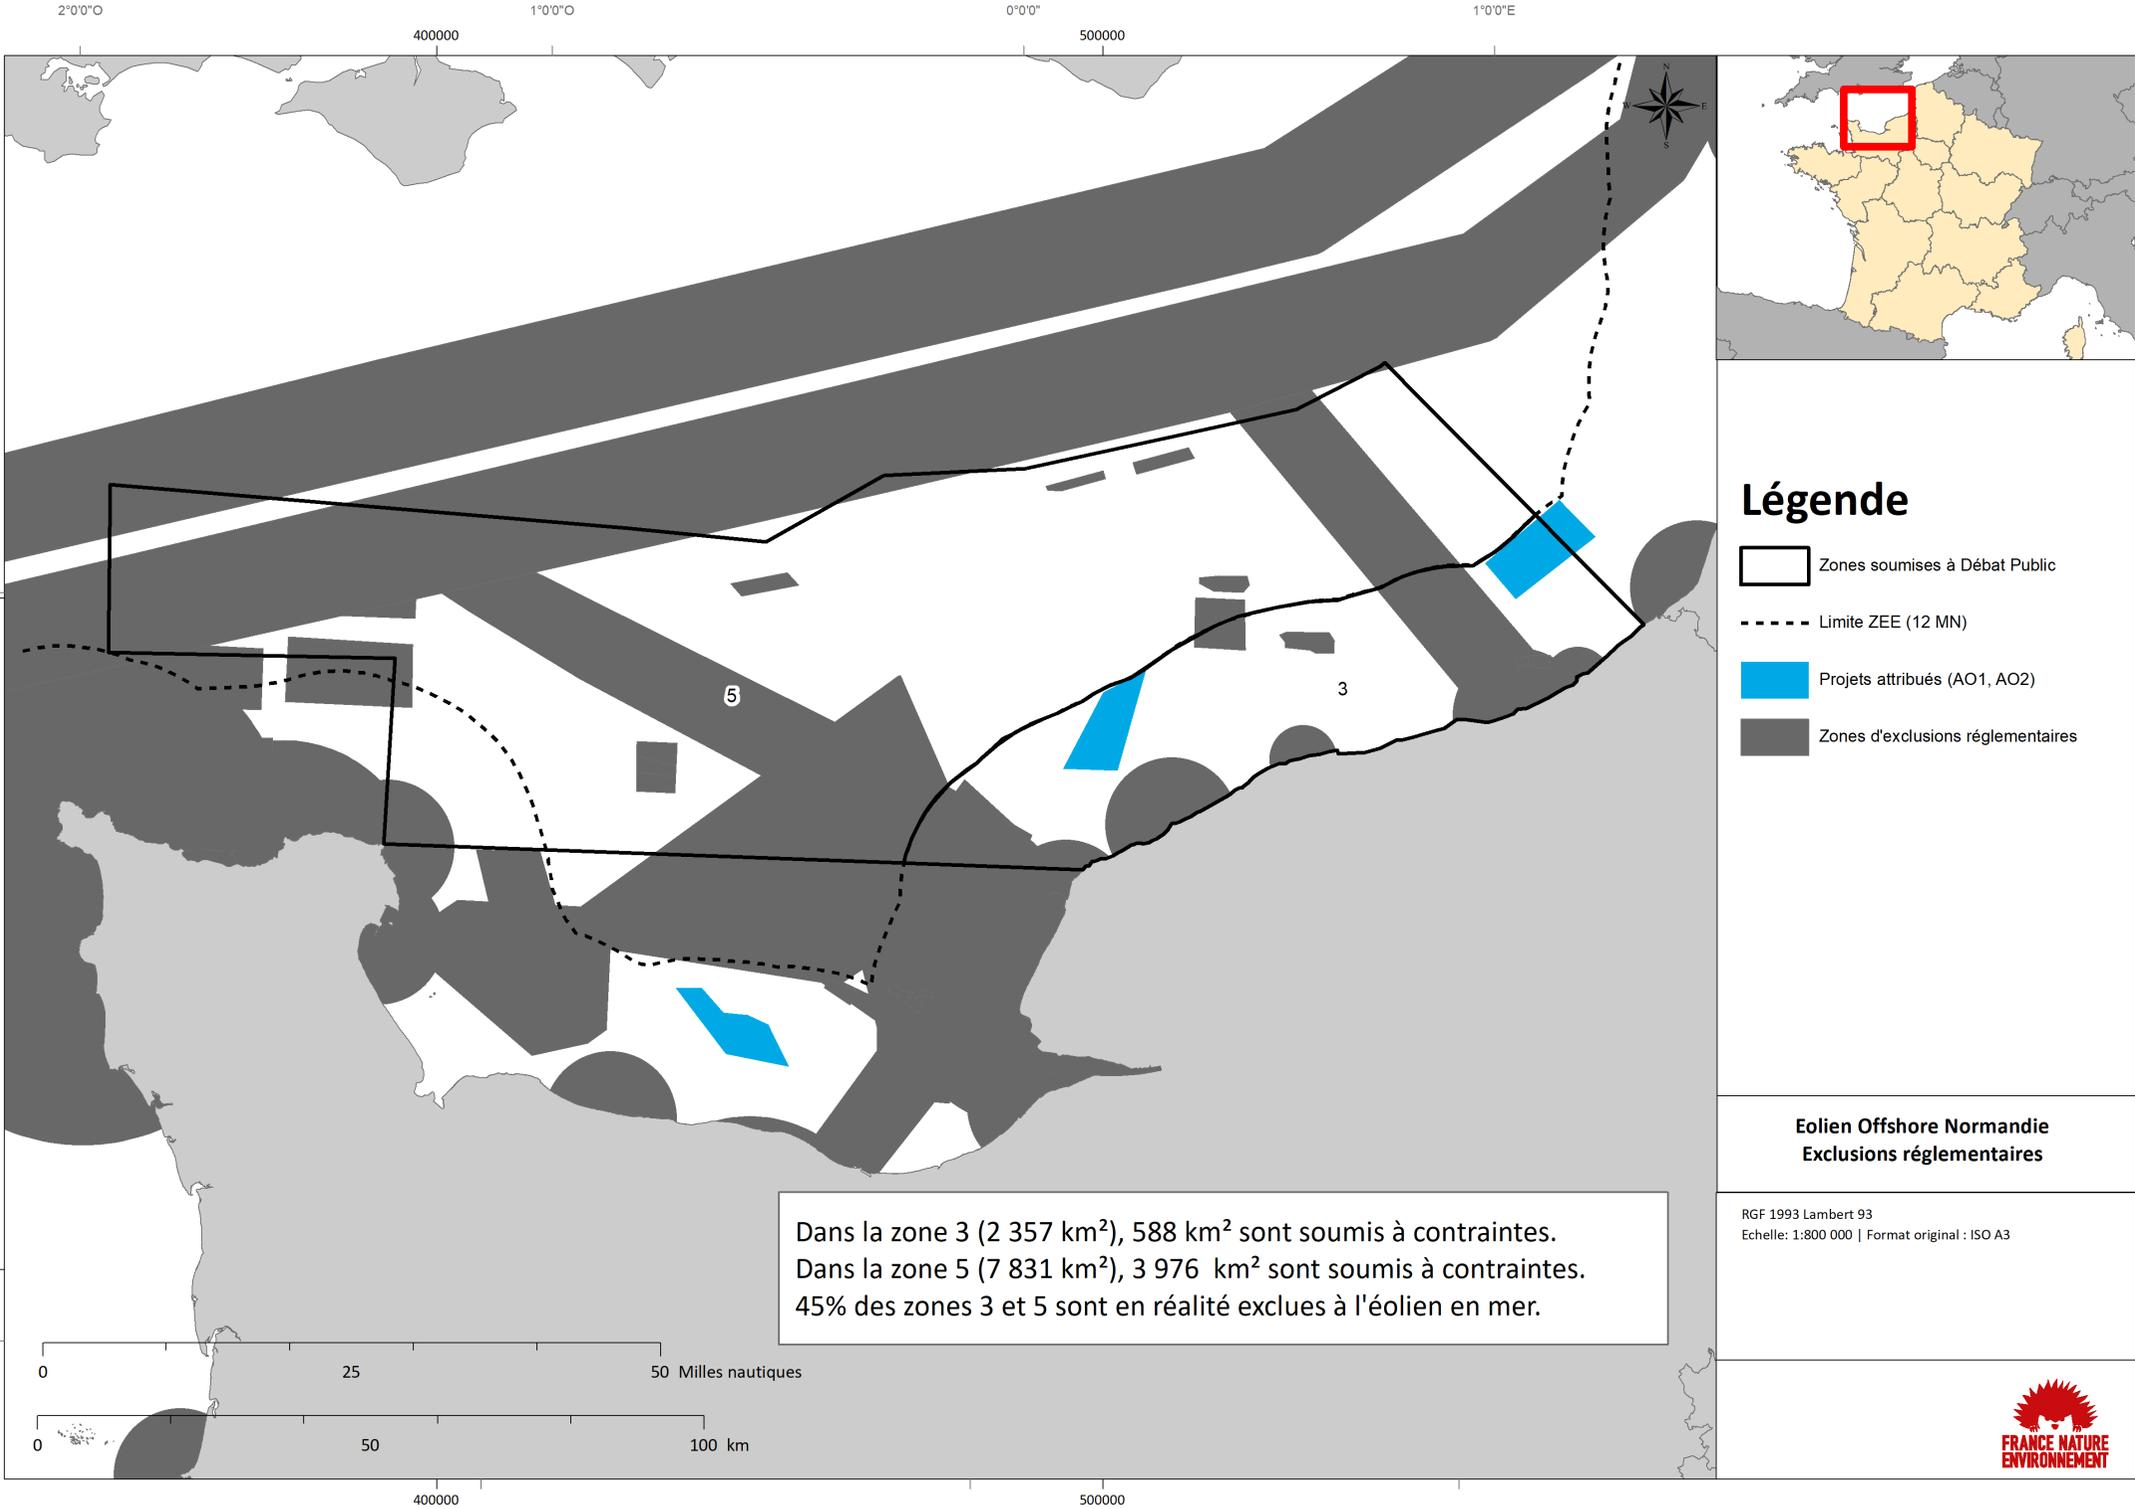 2°0'0"O 1°0'0"O 0°0'0" 1°0'0"E
400000 500000
N
W E
S
5
3
Légende
Zones soumises à Débat Public
Limite ZEE (12 MN)
Projets attribués (AO1, AO2)
Zones d'exclusions réglementaires
Eolien Offshore Normandie
Exclusions réglementaires
RGF 1993 Lambert 93
Echelle: 1:800 000 | Format original : ISO A3
Dans la zone 3 (2 357 km²), 588 km² sont soumis à contraintes.
Dans la zone 5 (7 831 km²), 3 976 km² sont soumis à contraintes.
45% des zones 3 et 5 sont en réalité exclues à l'éolien en mer.
0 25 50 Milles nautiques
0 50 100 km
FRANCE NATURE
ENVIRONNEMENT
400000 500000